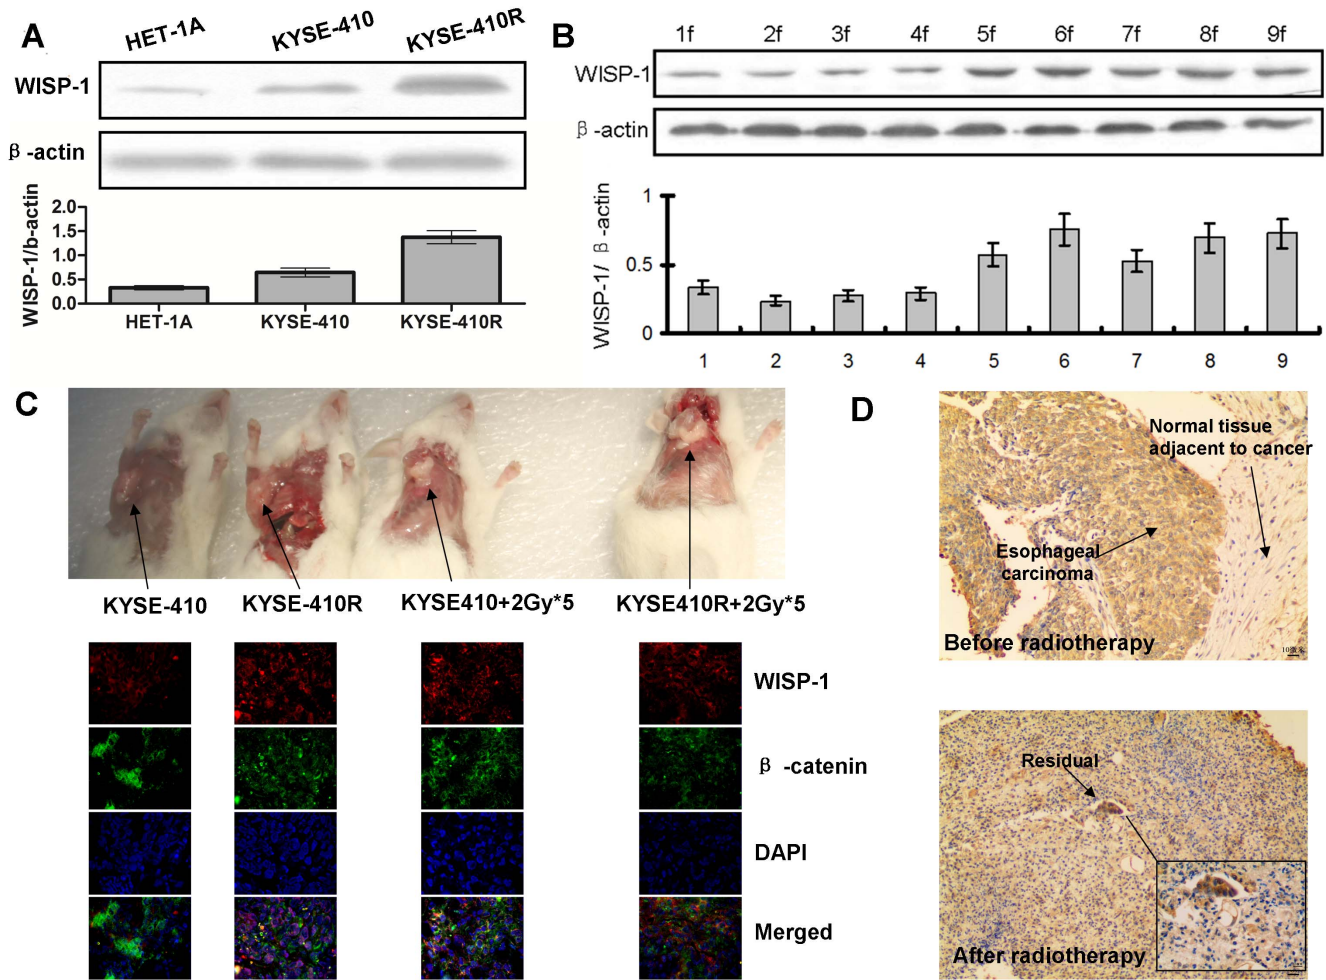 A
HET-1A KYSE-410 KYSE-410R
WISP-1
β-actin
WISP-1/b-actin
2.0
1.5
1.0
0.5
0.0
HET-1A KYSE-410 KYSE-410R
B
1f 2f 3f 4f 5f 6f 7f 8f 9f
WISP-1
β-actin
WISP-1/ β-actin
1
0.5
0
1 2 3 4 5 6 7 8 9
C
KYSE-410 KYSE-410R KYSE410+2Gy*5 KYSE410R+2Gy*5
WISP-1
β -catenin
DAPI
Merged
D
Normal tissue
adjacent to cancer
Esophageal
carcinoma
Before radiotherapy
10微米
Residual
After radiotherapy